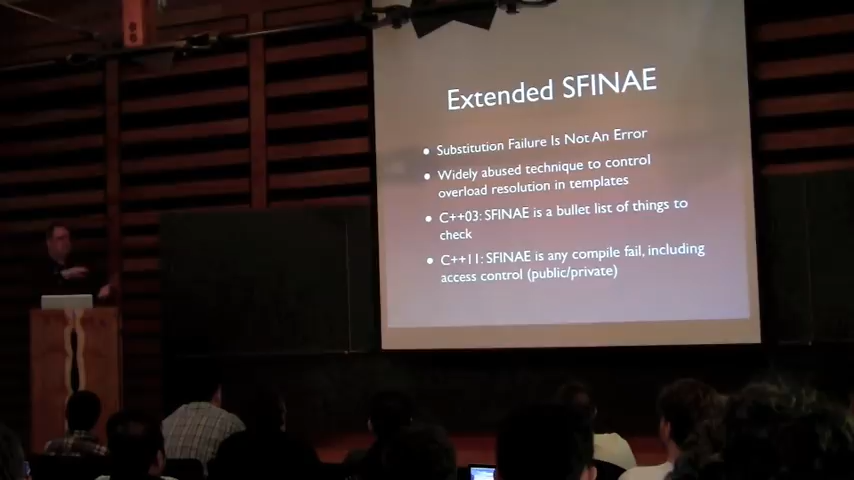 Extended SFINAE
• Substitution Failure Is Not An Error
• Widely abused technique to control
overload resolution in templates
• C++03: SFINAE is a bullet list of things to
check
• C++11: SFINAE is any compile fail, including
access control (public/private)